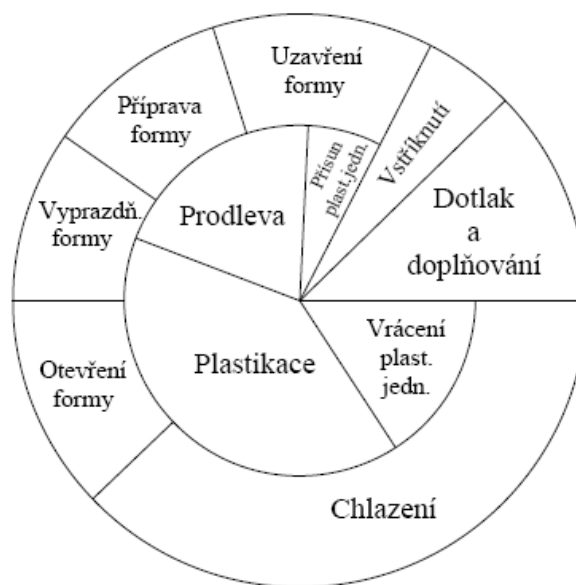 Uzavření
formy
Příprava
formy
Vstříknutí
Přísun
plast.jedn.
Dotlak
a
doplňování
Prodleva
Vyprazdň.
formy
Vrácení
plast.
jedn.
Plastikace
Otevření
formy
Chlazení